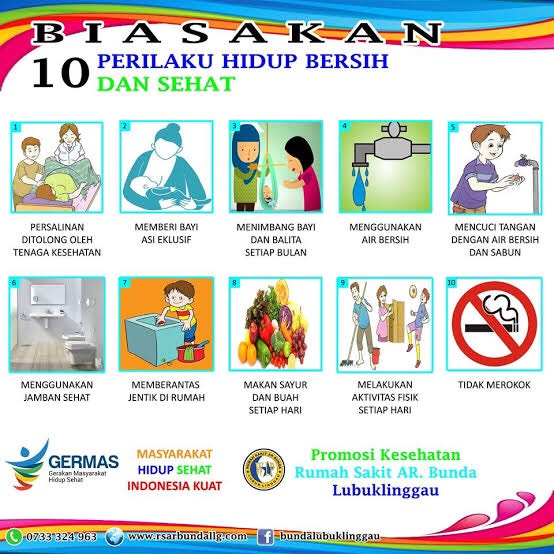 BIASAKAN
10 PERILAKU HIDUP BERSIH
DAN SEHAT
1
PERSALINAN
DITOLONG OLEH
TENAGA KESEHATAN
2
MEMBERI BAYI
ASI EKLUSIF
3
MENIMBANG BAYI
DAN BALITA
SETIAP BULAN
4
MENGGUNAKAN
AIR BERSIH
5
MENCUCI TANGAN
DENGAN AIR BERSIH
DAN SABUN
6
MENGGUNAKAN
JAMBAN SEHAT
7
MEMBERANTAS
JENTIK DI RUMAH
8
MAKAN SAYUR
DAN BUAH
SETIAP HARI
9
MELAKUKAN
AKTIVITAS FISIK
SETIAP HARI
10
TIDAK MEROKOK
GERMAS
Gerakan Masyarakat
Hidup Sehat
MASYARAKAT
HIDUP SEHAT
INDONESIA KUAT
Promosi Kesehatan
Rumah Sakit AR. Bunda
Lubuklinggau
0733 324 963
www.rsarbundallg.com
bundalubuklinggau